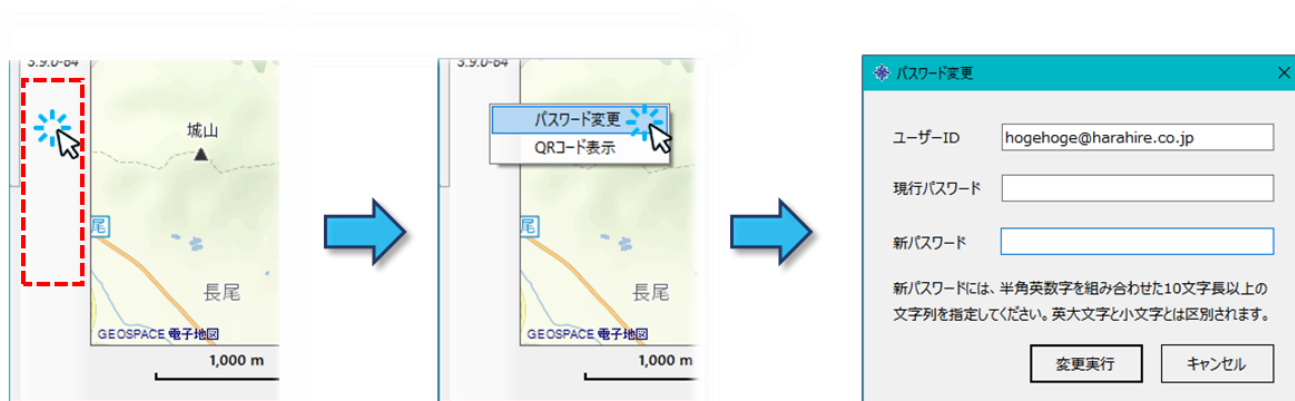 3.9.0-64
城山
尾
長尾
GEOSPACE 電子地図
1,000 m
3.9.0-64
パスワード変更
QRコード表示
尾
長尾
GEOSPACE 電子地図
1,000 m
パスワード変更
ユーザーID hogehoge@harahire.co.jp
現行パスワード
新パスワード
新パスワードには、半角英数字を組み合わせた10文字長以上の
文字列を指定してください。英大文字と小文字とは区別されます。
変更実行 キャンセル